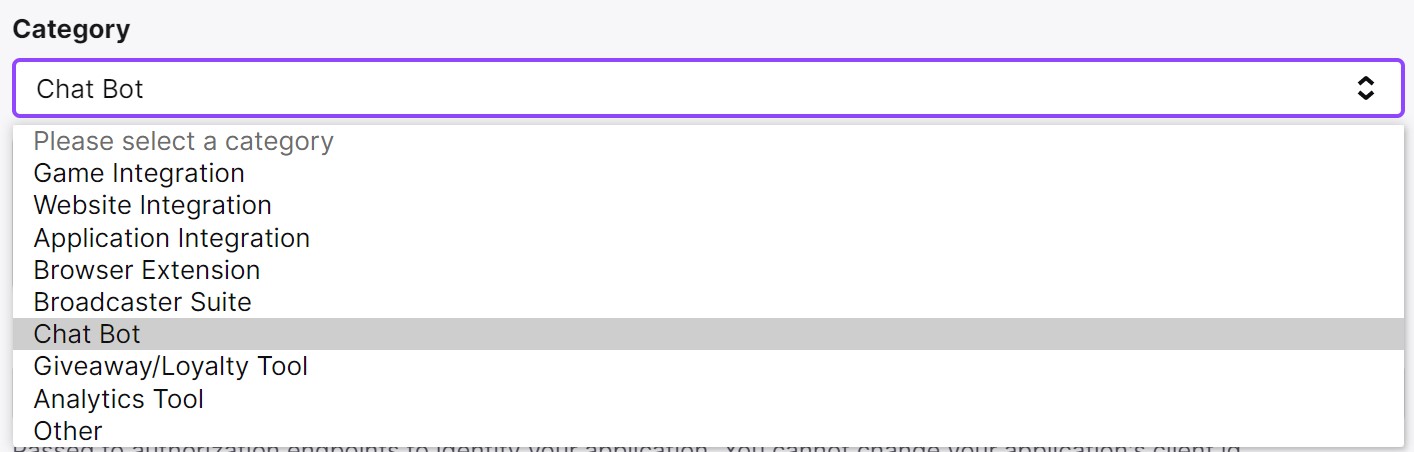 Category
Chat Bot
Please select a category
Game Integration
Website Integration
Application Integration
Browser Extension
Broadcaster Suite
Chat Bot
Giveaway/Loyalty Tool
Analytics Tool
Other
Passed to authorization endpoints to identify your application. You cannot change your application's client id.